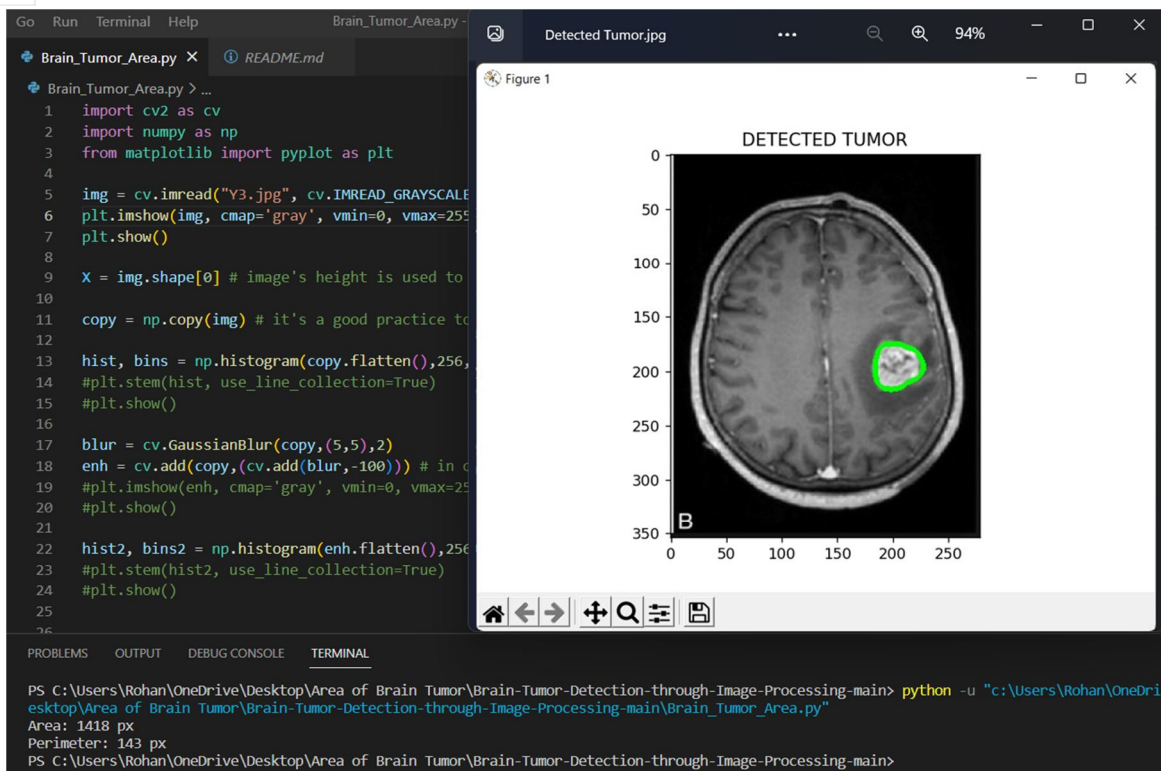 Go Run Terminal Help Brain_Tumor_Area.py -
Brain_Tumor_Area.py README.md
Brain_Tumor_Area.py > ...
1 import cv2 as cv
2 import numpy as np
3 from matplotlib import pyplot as plt
4
5 img = cv.imread("Y3.jpg", cv.IMREAD_GRAYSCALE
6 plt.imshow(img, cmap='gray', vmin=0, vmax=255
7 plt.show()
8
9 X = img.shape[0] # image's height is used to
10
11 copy = np.copy(img) # it's a good practice to
12
13 hist, bins = np.histogram(copy.flatten(),256,
14 #plt.stem(hist, use_line_collection=True)
15 #plt.show()
16
17 blur = cv.GaussianBlur(copy,(5,5),2)
18 enh = cv.add(copy,(cv.add(blur,-100))) # in
19 #plt.imshow(enh, cmap='gray', vmin=0, vmax=25
20 #plt.show()
21
22 hist2, bins2 = np.histogram(enh.flatten(),256
23 #plt.stem(hist2, use_line_collection=True)
24 #plt.show()
25
26
Detected Tumor.jpg ... 94%
Figure 1
DETECTED TUMOR
0
50
100
150
200
250
300
350
B
0 50 100 150 200 250
PROBLEMS OUTPUT DEBUG CONSOLE TERMINAL
PS C:\Users\Rohan\OneDrive\Desktop\Area of Brain Tumor\Brain-Tumor-Detection-through-Image-Processing-main> python -u "c:\Users\Rohan\OneDri
esktop\Area of Brain Tumor\Brain-Tumor-Detection-through-Image-Processing-main\Brain_Tumor_Area.py"
Area: 1418 px
Perimeter: 143 px
PS C:\Users\Rohan\OneDrive\Desktop\Area of Brain Tumor\Brain-Tumor-Detection-through-Image-Processing-main>